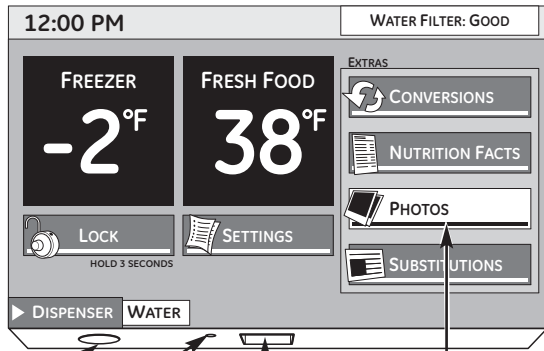 12:00 PM
WATER FILTER: GOOD
FREEZER
-2°F
FRESH FOOD
38°F
EXTRAS
CONVERSIONS
NUTRITION FACTS
PHOTOS
SUBSTITUTIONS
LOCK
HOLD 3 SECONDS
SETTINGS
DISPENSER
WATER